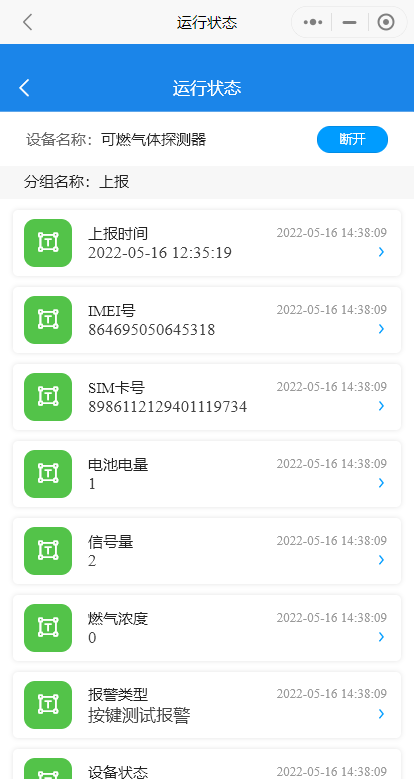 运行状态
运行状态
设备名称：可燃气体探测器 断开
分组名称：上报
上报时间 2022-05-16 14:38:09
2022-05-16 12:35:19
IMEI号 2022-05-16 14:38:09
864695050645318
SIM卡号 2022-05-16 14:38:09
8986112129401119734
电池电量 2022-05-16 14:38:09
1
信号量 2022-05-16 14:38:09
2
燃气浓度 2022-05-16 14:38:09
0
报警类型 2022-05-16 14:38:09
按键测试报警
设备状态 2022-05-16 14:38:09